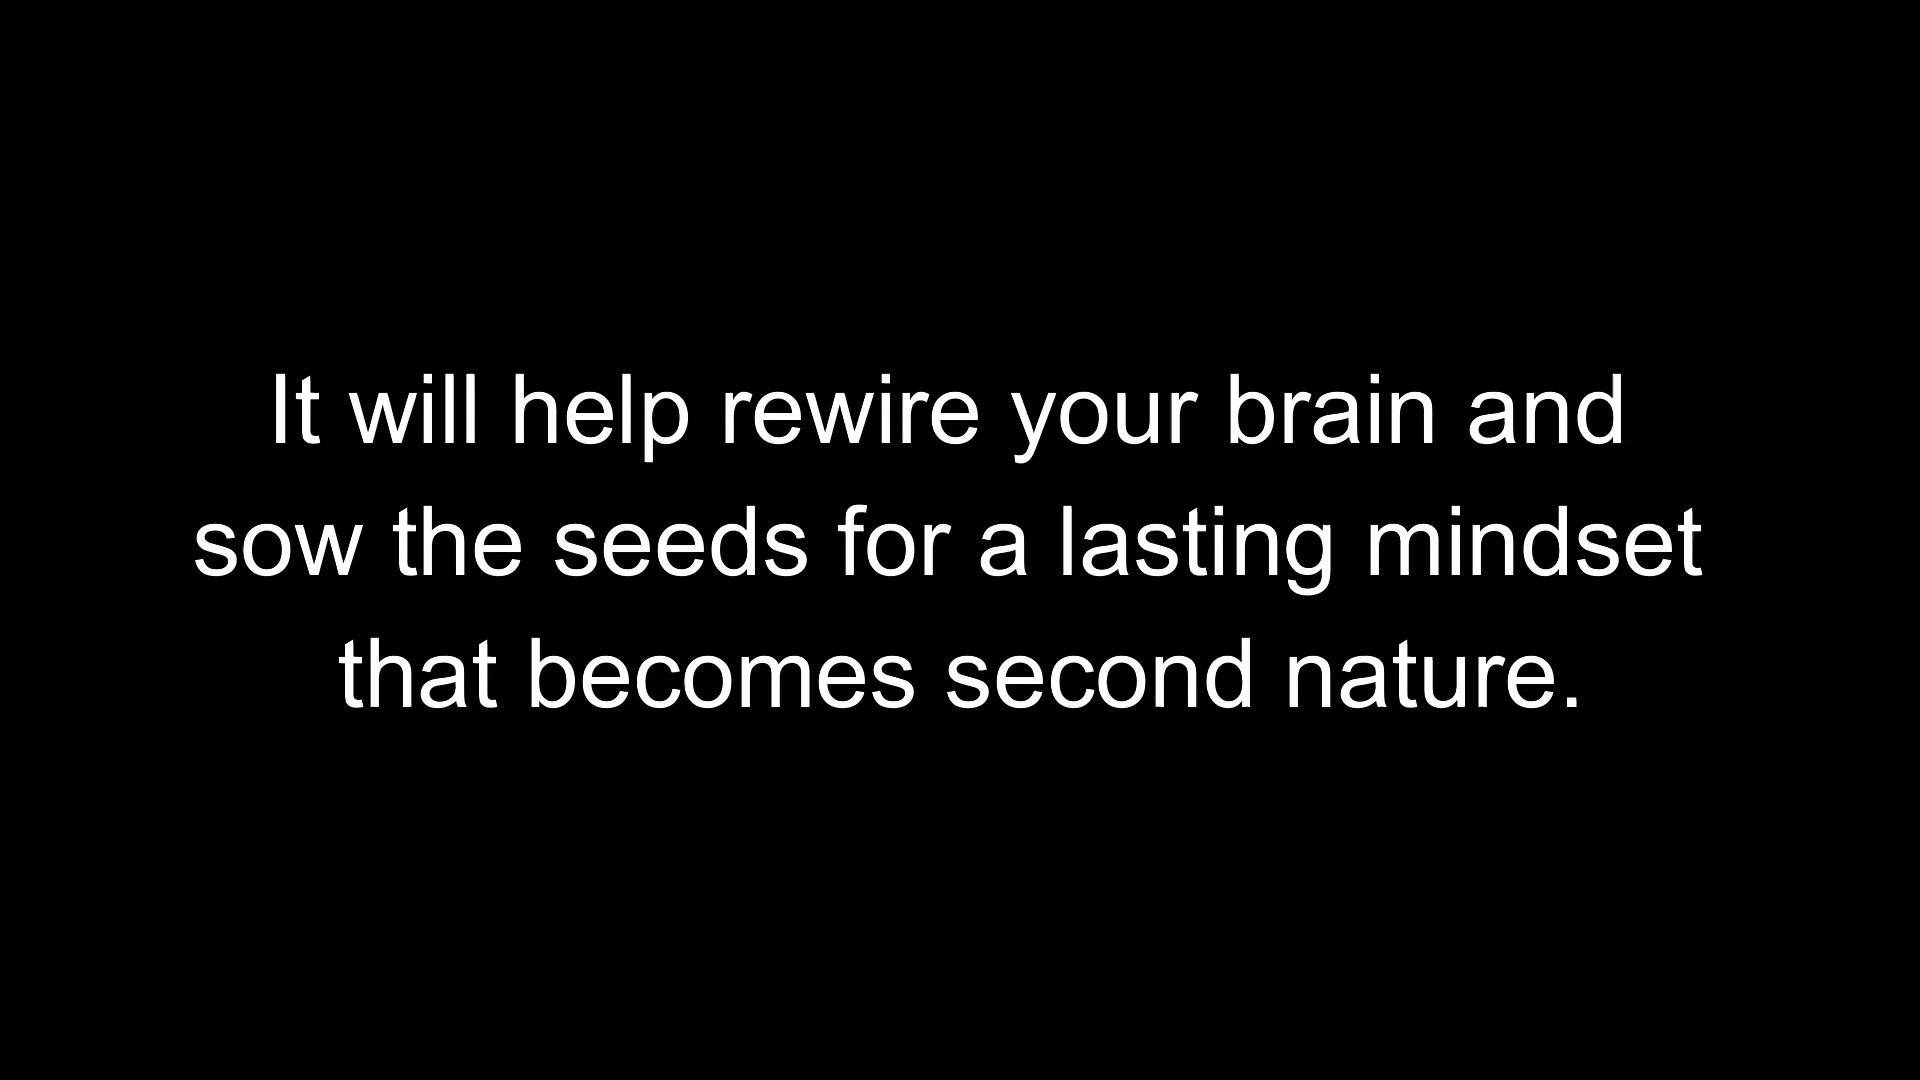 It will help rewire your brain and
sow the seeds for a lasting mindset
that becomes second nature.